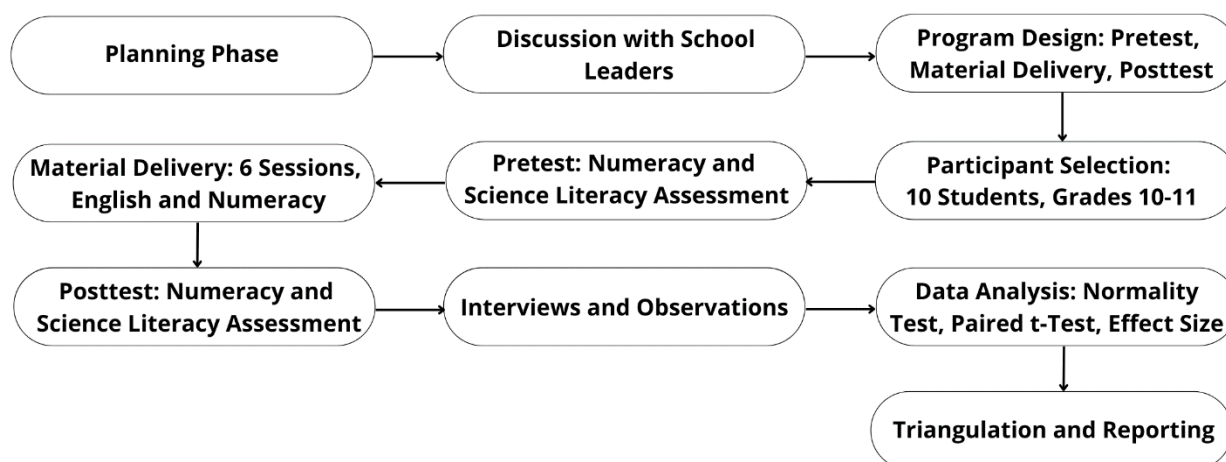 Planning Phase
Discussion with School
Leaders
Program Design: Pretest,
Material Delivery, Posttest
Participant Selection:
10 Students, Grades 10-11
Pretest: Numeracy and
Science Literacy Assessment
Material Delivery: 6 Sessions,
English and Numeracy
Posttest: Numeracy and
Science Literacy Assessment
Interviews and Observations
Data Analysis: Normality
Test, Paired t-Test, Effect Size
Triangulation and Reporting